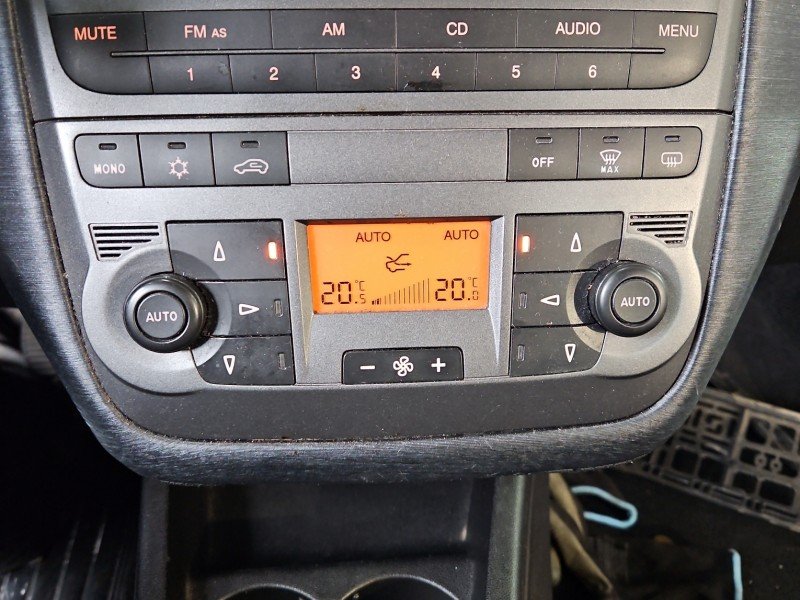 MUTE FM AS AM CD AUDIO MENU
1 2 3 4 5 6
MONO OFF MAX
AUTO AUTO
20.5 °C 20.0 °C
AUTO AUTO
- +